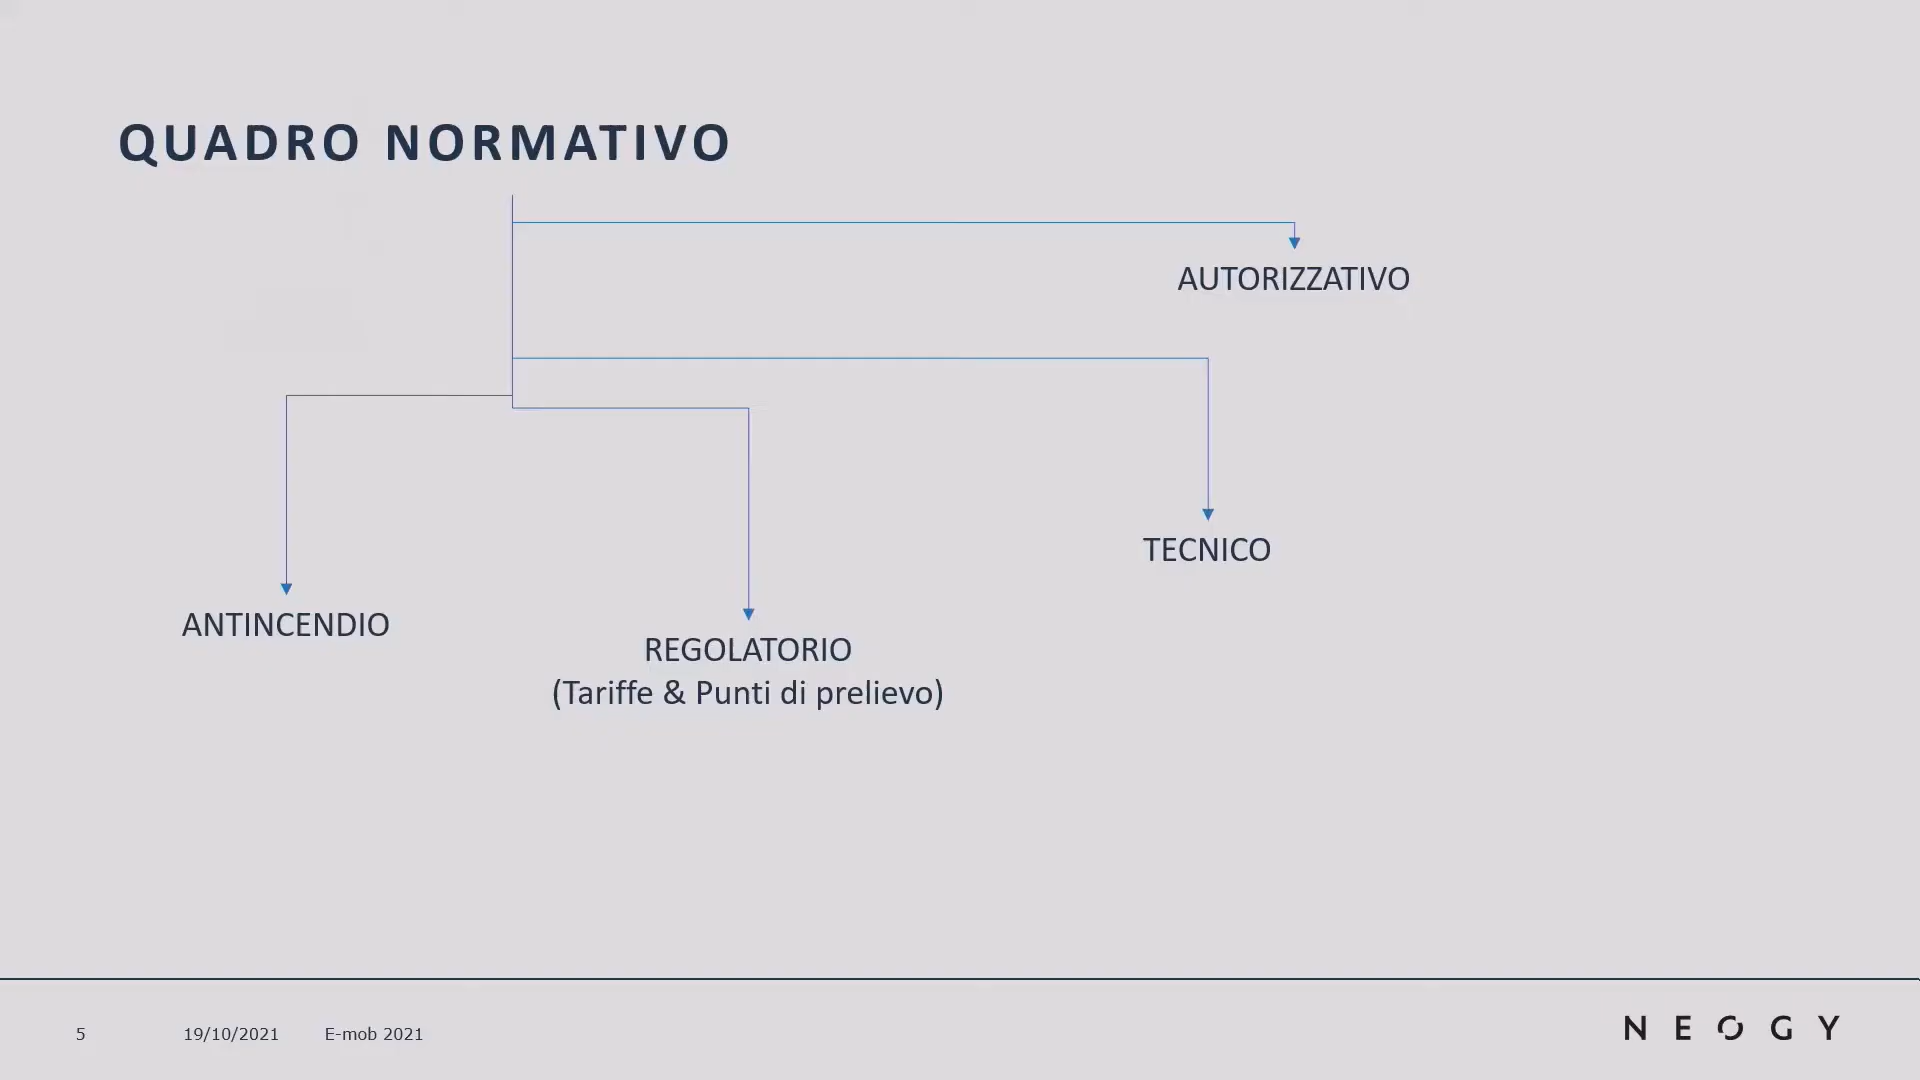 QUADRO NORMATIVO
AUTORIZZATIVO
TECNICO
ANTINCENDIO
REGOLATORIO
(Tariffe & Punti di prelievo)
5 19/10/2021 E-mob 2021
NEOGY